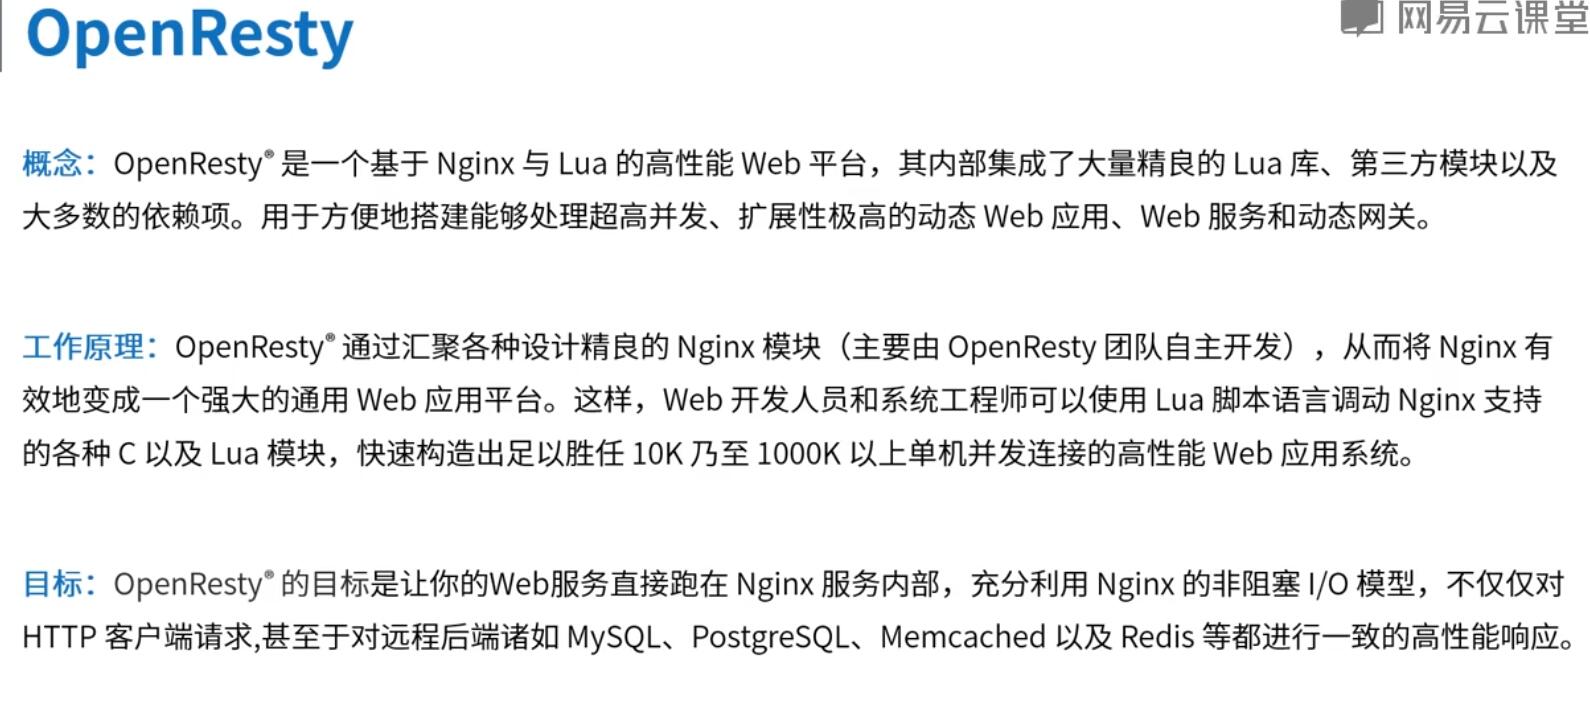 OpenResty
网易云课堂
概念：OpenResty® 是一个基于 Nginx 与 Lua 的高性能 Web 平台，其内部集成了大量精良的 Lua 库、第三方模块以及
大多数的依赖项。用于方便地搭建能够处理超高并发、扩展性极高的动态 Web 应用、Web 服务和动态网关。
工作原理：OpenResty® 通过汇聚各种设计精良的 Nginx 模块（主要由 OpenResty 团队自主开发），从而将 Nginx 有
效地变成一个强大的通用 Web 应用平台。这样，Web 开发人员和系统工程师可以使用 Lua 脚本语言调动 Nginx 支持
的各种 C 以及 Lua 模块，快速构造出足以胜任 10K 乃至 1000K 以上单机并发连接的高性能 Web 应用系统。
目标：OpenResty® 的目标是让你的Web服务直接跑在 Nginx 服务内部，充分利用 Nginx 的非阻塞 I/O 模型，不仅仅对
HTTP 客户端请求,甚至于对远程后端诸如 MySQL、PostgreSQL、Memcached 以及 Redis 等都进行一致的高性能响应。